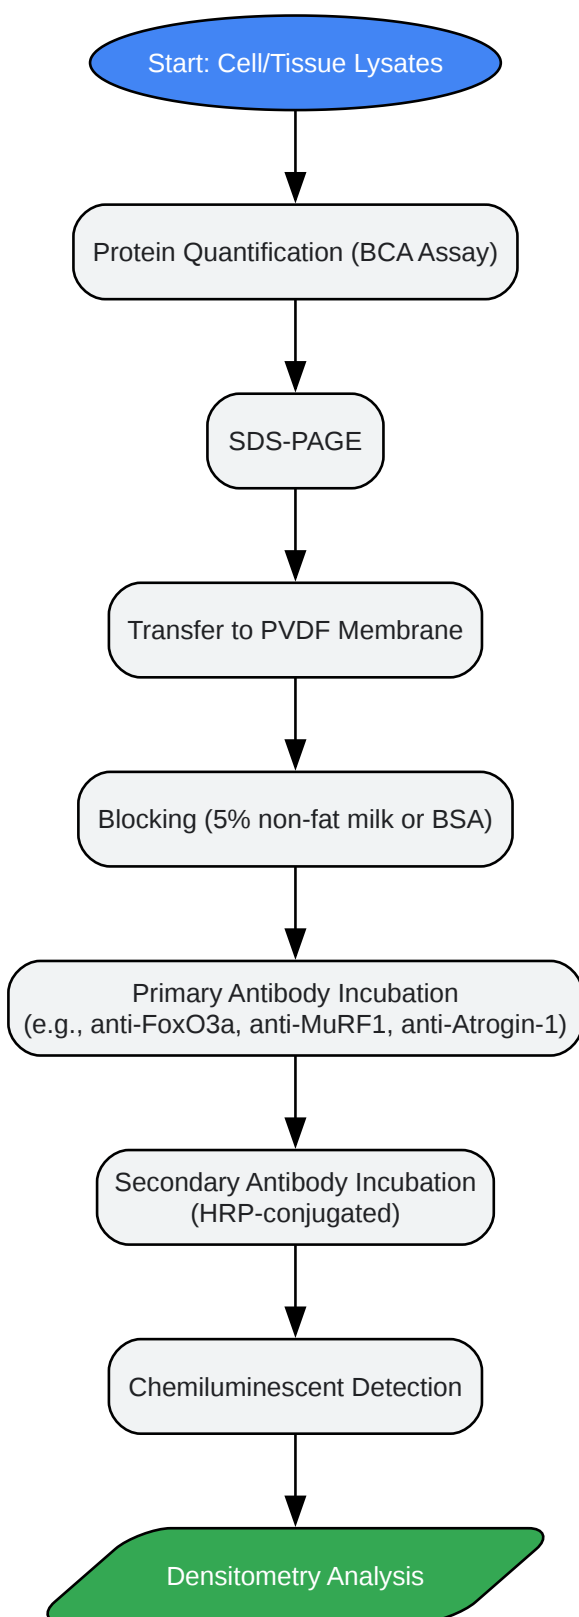 Start: Cell/Tissue Lysates
Protein Quantification (BCA Assay)
SDS-PAGE
Transfer to PVDF Membrane
Blocking (5% non-fat milk or BSA)
Primary Antibody Incubation
(e.g., anti-FoxO3a, anti-MuRF1, anti-Atrogin-1)
Secondary Antibody Incubation
(HRP-conjugated)
Chemiluminescent Detection
Densitometry Analysis